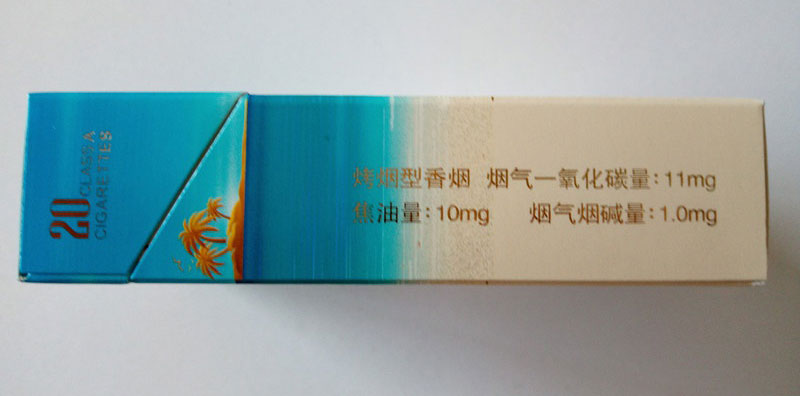 20 CLASS A
CIGARETTES
烤烟型香烟 烟气一氧化碳量:11mg
焦油量:10mg 烟气烟碱量:1.0mg